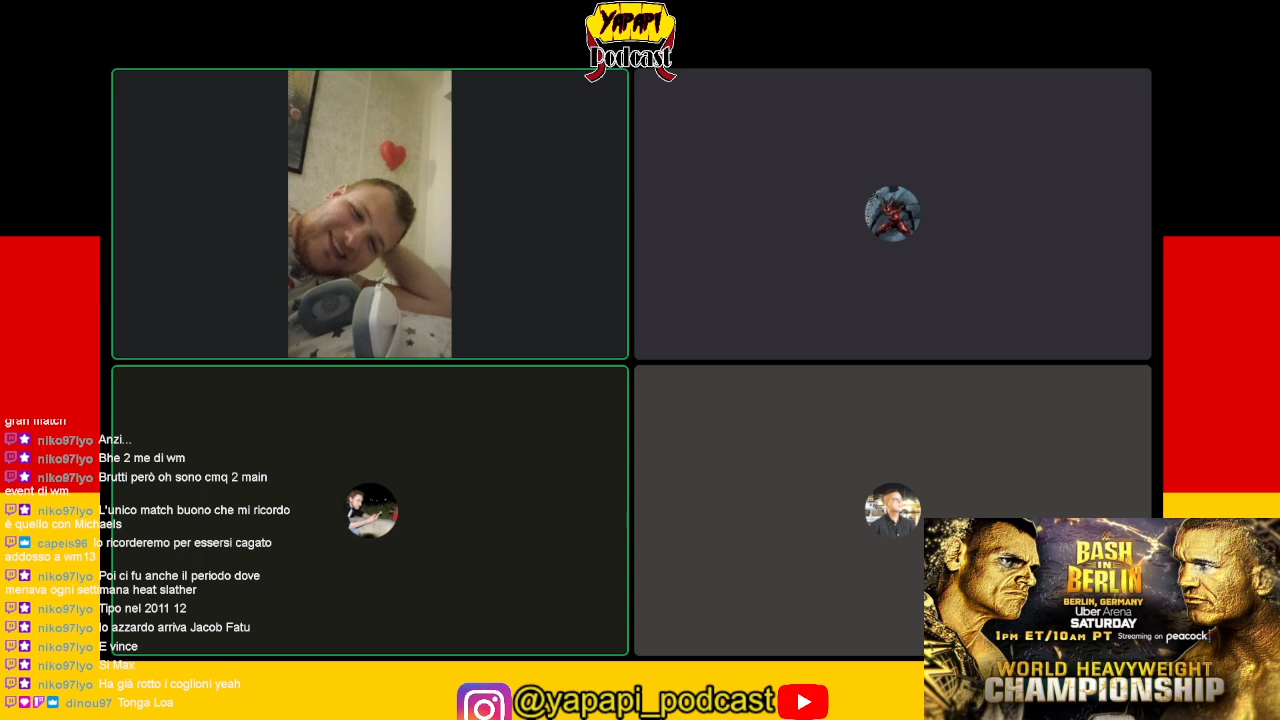 YAPAPI
Podcast
gran match
niko97lyo Anzi...
niko97lyo Bhe 2 me di wm
niko97lyo Brutti però oh sono cmq 2 main
event di wm
niko97lyo L'unico match buono che mi ricordo
è quello con Michaels
capeis96 Io ricorderemo per essersi cagato
addosso a wm13
niko97lyo Poi ci fu anche il periodo dove
menava ogni settimana heat slather
niko97lyo Tipo nel 2011 12
niko97lyo Io azzardo arriva Jacob Fatu
niko97lyo E vince
niko97lyo Si Max
niko97lyo Ha già rotto i coglioni yeah
dinou97 Tonga Loa
@yapapi_podcast
BASH
IN
BERLIN
BERLIN, GERMANY
Uber Arena
SATURDAY
1PM ET/10AM PT Streaming on peacock
WORLD HEAVYWEIGHT
CHAMPIONSHIP